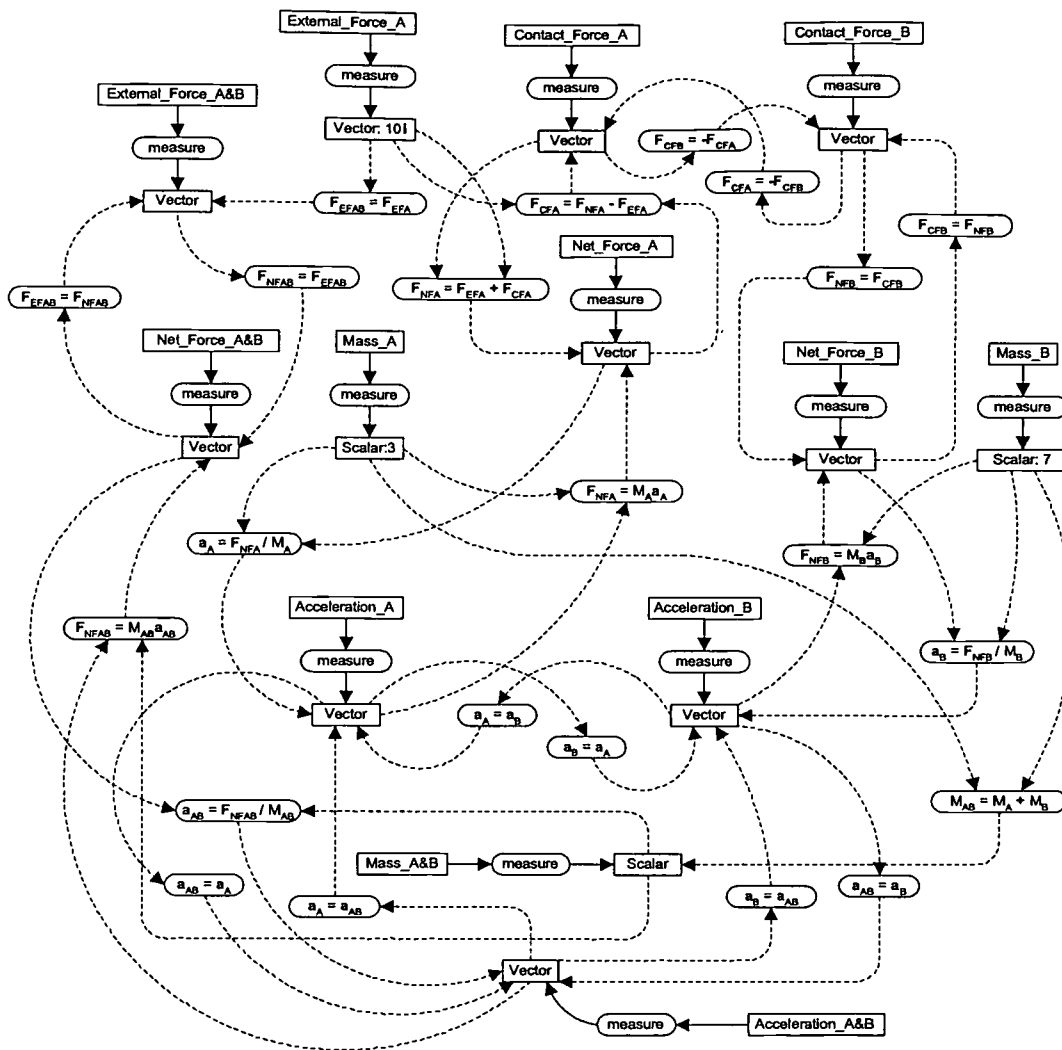 External_Force_A
Contact_Force_A
Contact_Force_B
measure
measure
measure
External_Force_A&B
measure
Vector: 10i
Vector
Vector
F_CFB = -F_CFA
F_CFA = -F_CFB
Vector
F_EFAB = F_EFA
F_CFA = F_NFA - F_EFA
F_CFB = F_NFB
Net_Force_A
F_NFAB = F_EFAB
F_NFA = F_EFA + F_CFA
F_NFB = F_CFB
F_EFAB = F_NFAB
measure
Net_Force_A&B
Mass_A
Vector
Net_Force_B
Mass_B
measure
measure
measure
measure
Vector
Scalar:3
Vector
Scalar: 7
F_NFA = M_A a_A
a_A = F_NFA / M_A
F_NFB = M_B a_B
Acceleration_A
Acceleration_B
F_NFAB = M_AB a_AB
a_B = F_NFB / M_B
measure
measure
Vector
a_A = a_B
Vector
a_B = a_A
a_AB = F_NFAB / M_AB
M_AB = M_A + M_B
Mass_A&B
measure
Scalar
a_AB = a_A
a_A = a_AB
a_B = a_AB
a_AB = a_B
Vector
measure
Acceleration_A&B